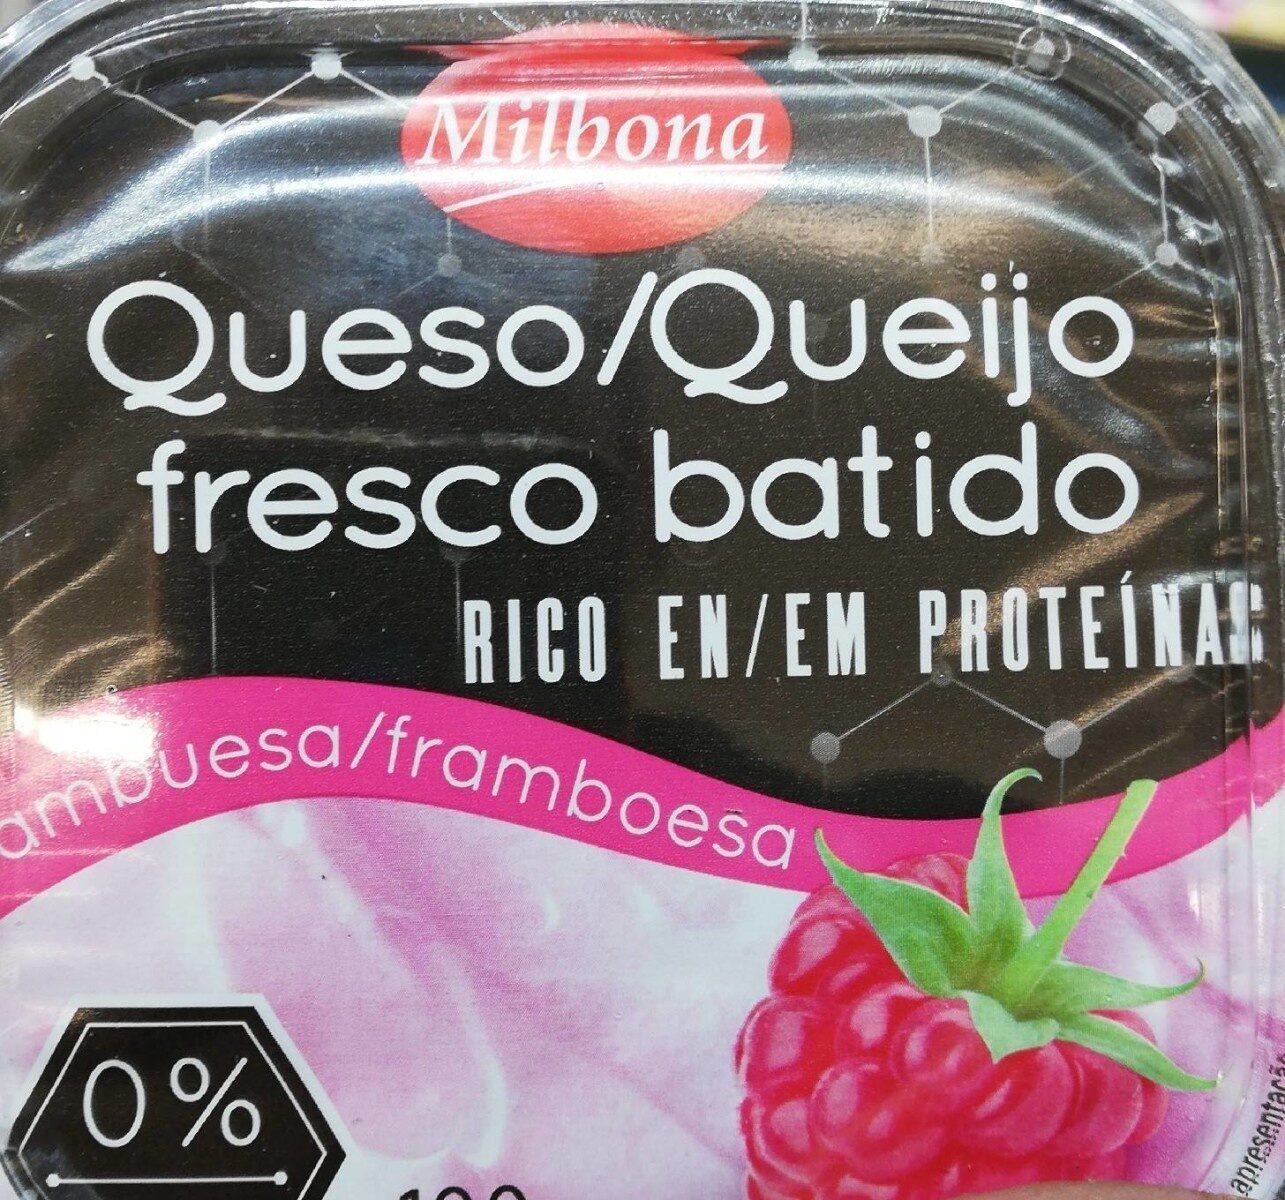 Milbona
Queso/Queijo
fresco batido
RICO EN/EM PROTEÍNAS
ambuesa/framboesa
0%